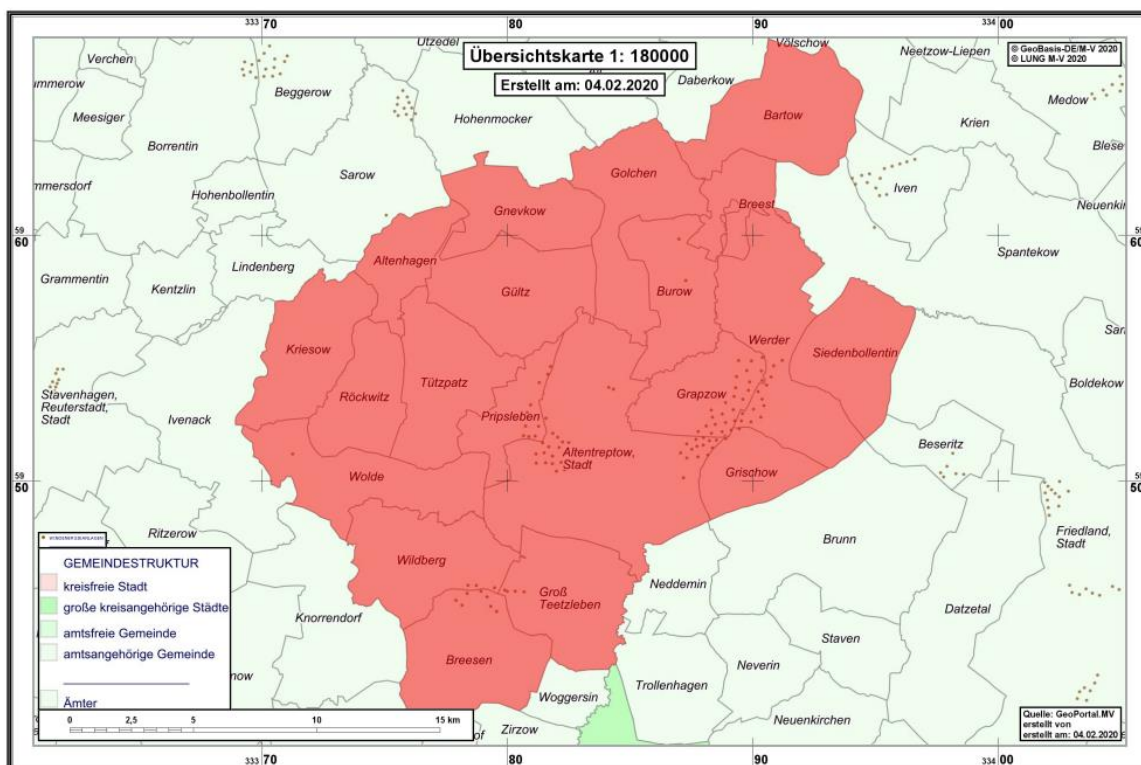 333 70
80
90
334 00
Übersichtskarte 1: 180000
Erstellt am: 04.02.2020
© GeoBasis-DE/M-V 2020
© LUNG M-V 2020
Verchen
Utzedel
Völschow
Neetzow-Liepen
Beggerow
Daberkow
Medow
Meesiger
Bartow
Krien
Borrentin
Hohenmocker
Sarow
Golchen
Hohenbollentin
Iven
Gnevkow
Breest
60
59
Altenhagen
Spantekow
Lindenberg
Grammentin
Kentzlin
Gültz
Burow
Kriesow
Werder
Siedenbollentin
Tützpatz
Boldekow
Röckwitz
Grapzow
Stavenhagen,
Reuterstadt,
Stadt
Ivenack
Pripsleben
Beseritz
Altentreptow,
Stadt
Wolde
Grischow
59
50
50
Ritzerow
Friedland,
Stadt
Brunn
Wildberg
Neddemin
Groß
Teetzleben
Datzetal
Knorrendorf
Staven
Breesen
Neverin
Trollenhagen
Woggersin
Neuenkirchen
Zirzow
GEMEINDESTRUKTUR
kreisfreie Stadt
große kreisangehörige Städte
amtsfreie Gemeinde
amtsangehörige Gemeinde
Ämter
0 2,5 5 10 15 km
Quelle: GeoPortal.MV
erstellt von
erstellt am: 04.02.2020
333 70
80
90
334 00